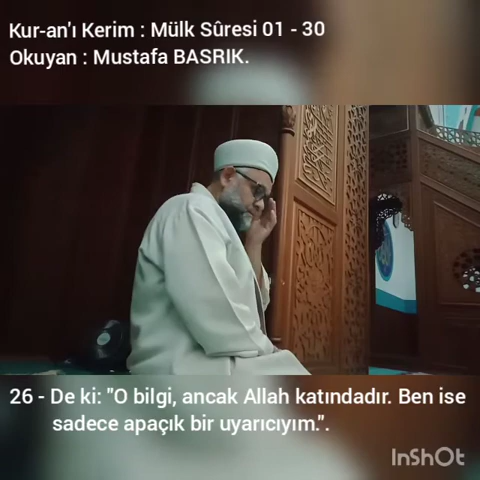 Kur-an'ı Kerim : Mülk Sûresi 01 - 30
Okuyan : Mustafa BASRIK.
26 - De ki: "O bilgi, ancak Allah katındadır. Ben ise
sadece apaçık bir uyarıcıyım.".
InShOt